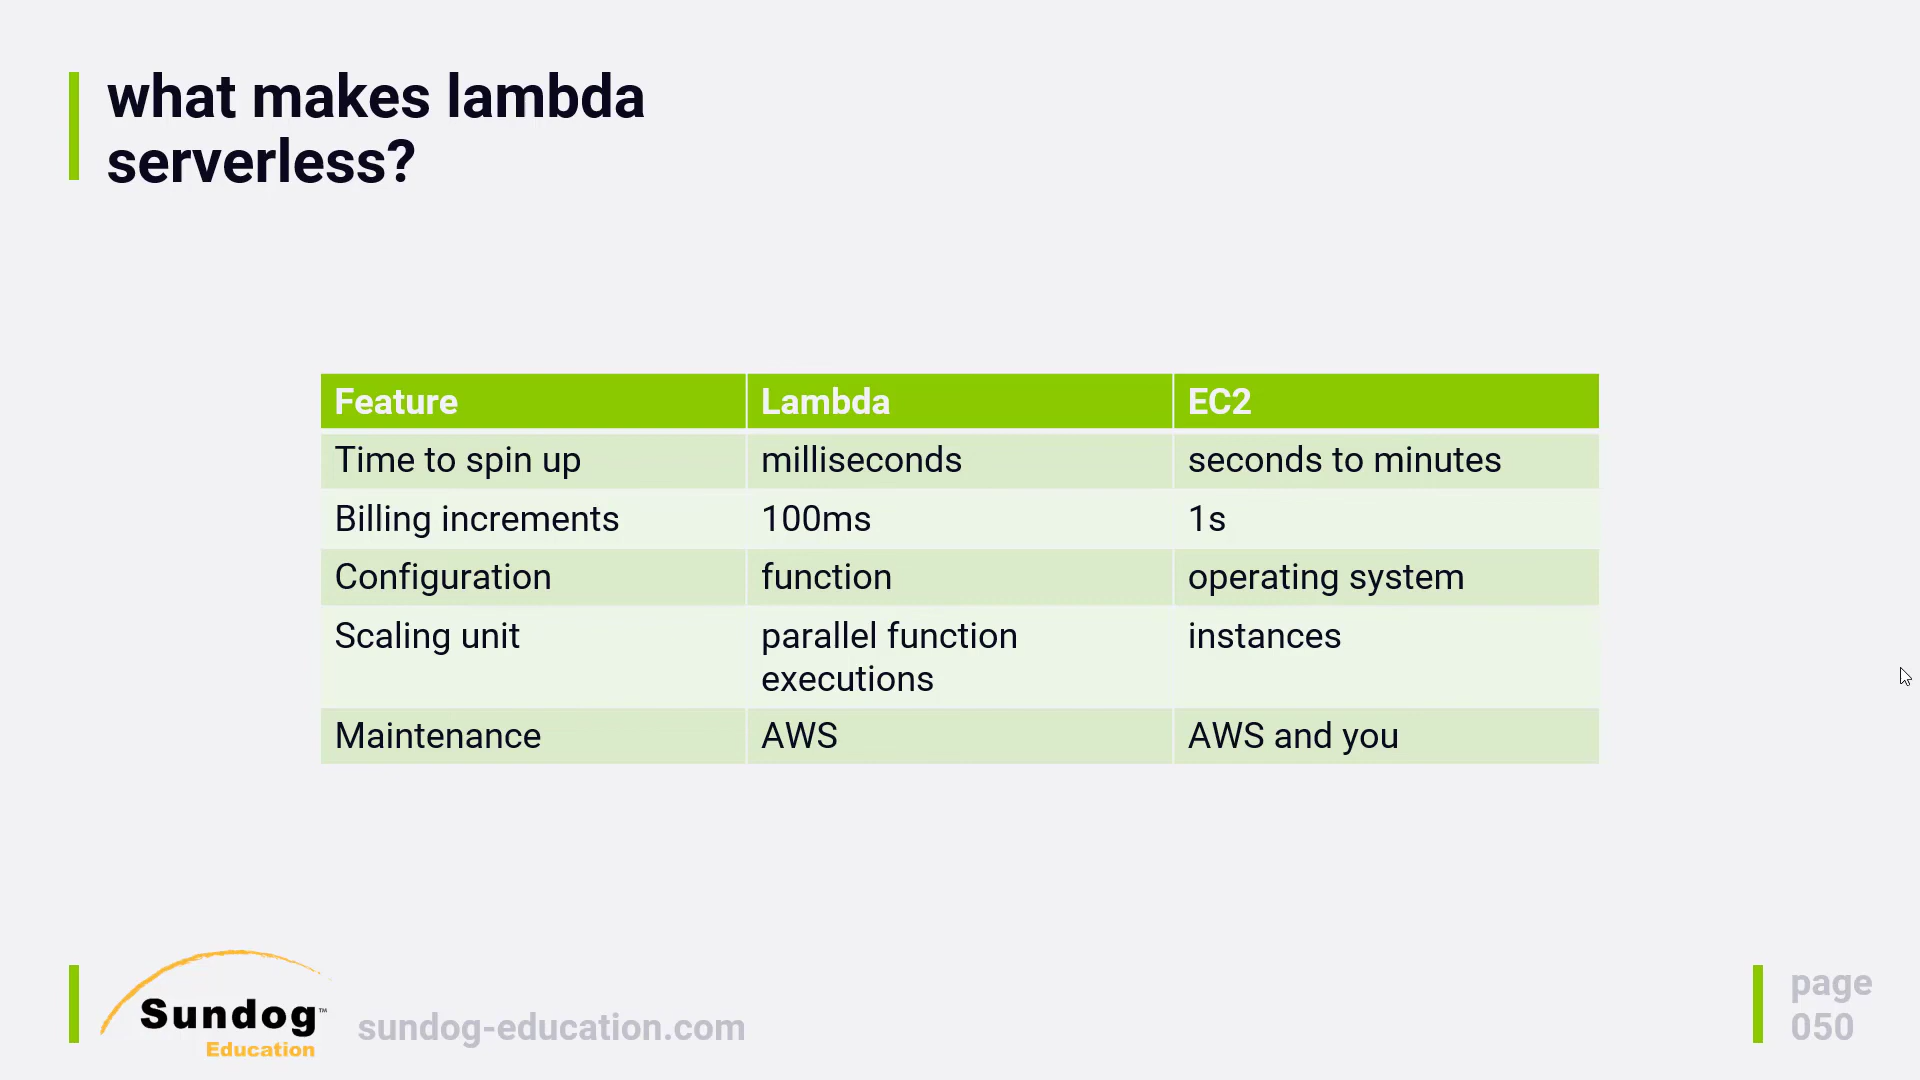 what makes lambda
serverless?
Feature Lambda EC2
Time to spin up milliseconds seconds to minutes
Billing increments 100ms 1s
Configuration function operating system
Scaling unit parallel function instances
executions
Maintenance AWS AWS and you
Sundog™
Education
sundog-education.com
page
050